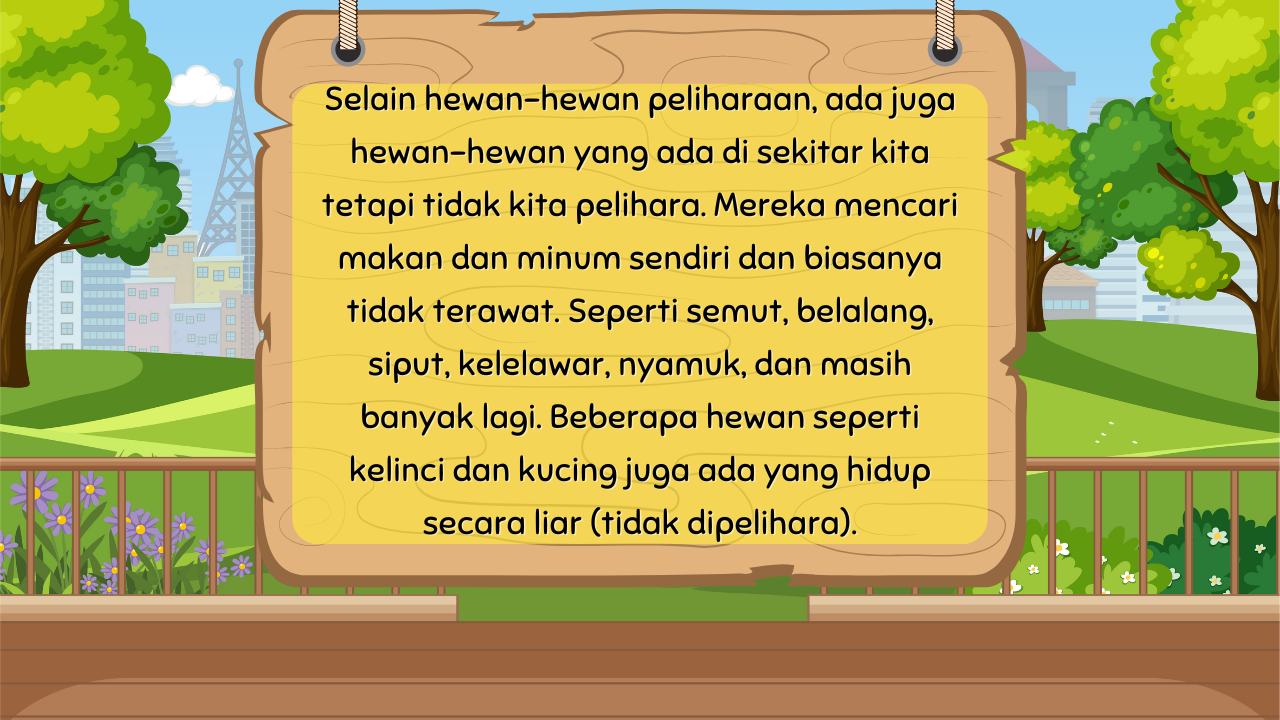 Selain hewan-hewan peliharaan, ada juga
hewan-hewan yang ada di sekitar kita
tetapi tidak kita pelihara. Mereka mencari
makan dan minum sendiri dan biasanya
tidak terawat. Seperti semut, belalang,
siput, kelelawar, nyamuk, dan masih
banyak lagi. Beberapa hewan seperti
kelinci dan kucing juga ada yang hidup
secara liar (tidak dipelihara).